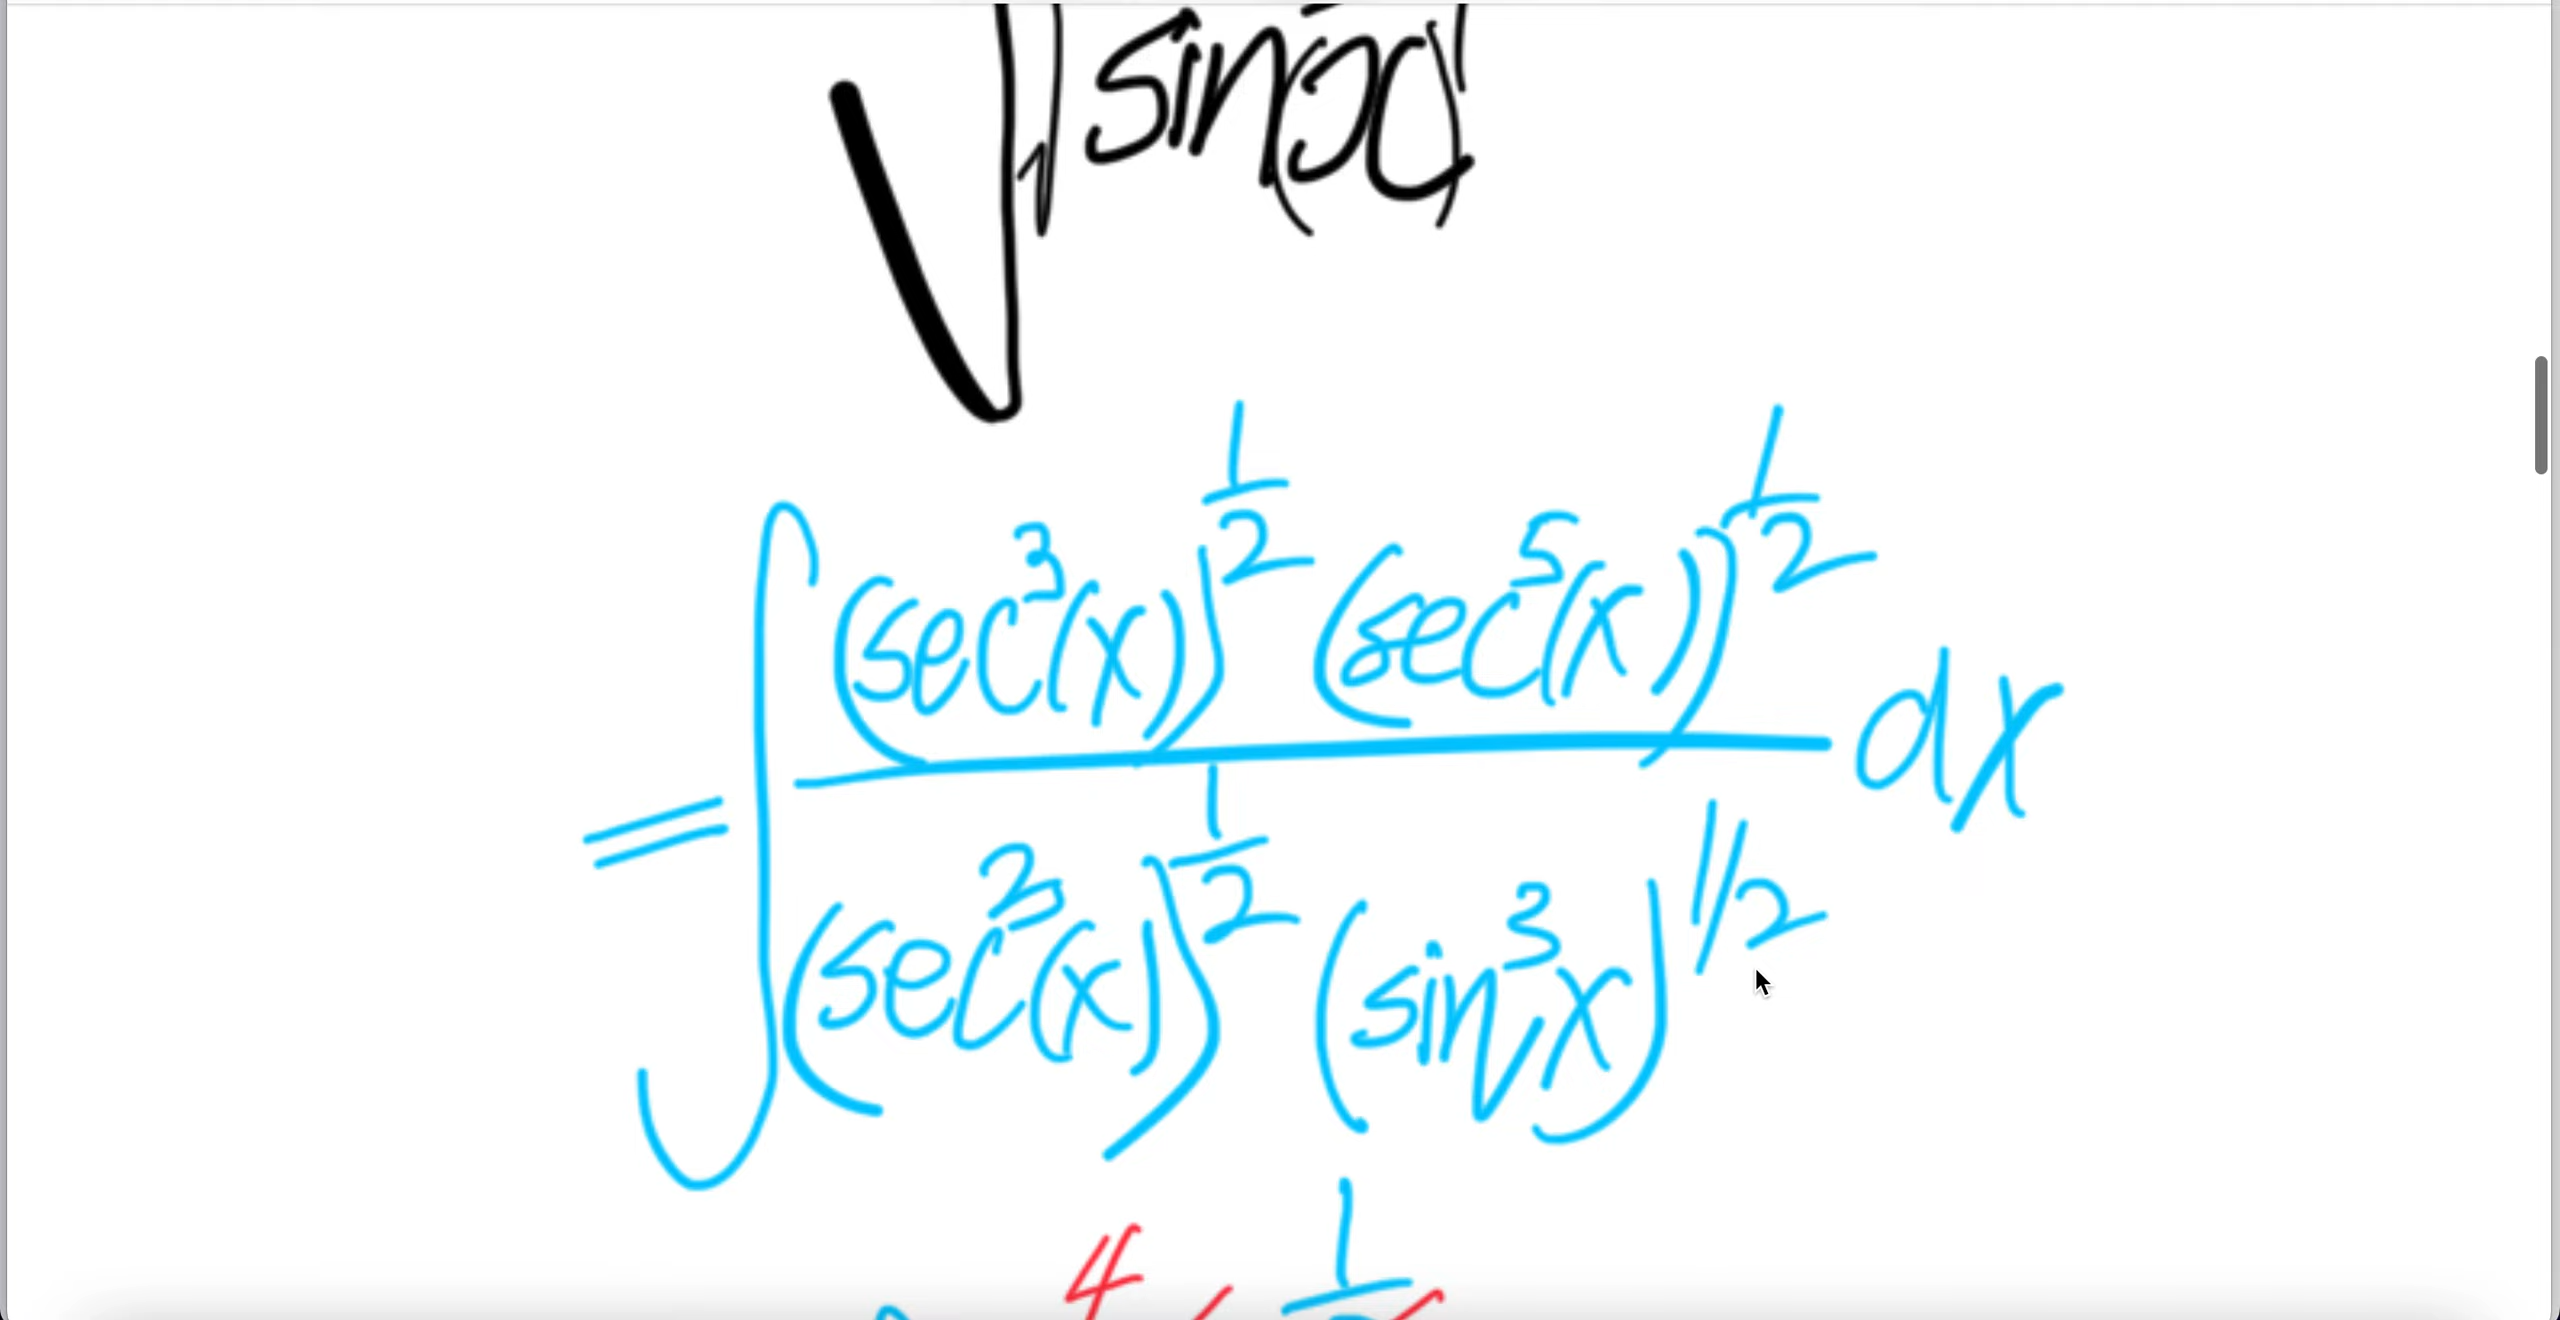 √ sin(x)
= ∫ (sec³(x))^(1/2) (sec⁵(x))^(1/2) / (sec²(x))^(1/2) (sin³x)^(1/2) dx
4 1